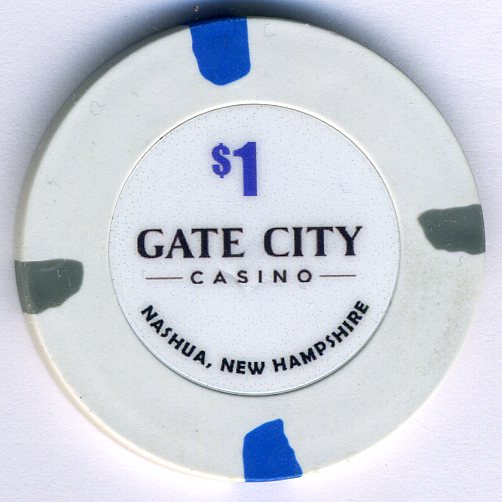 $1
GATE CITY
CASINO
NASHUA, NEW HAMPSHIRE